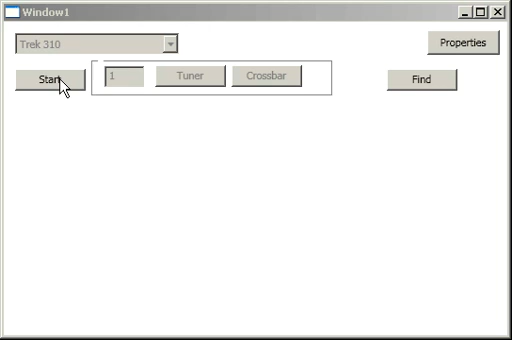 Window1
Trek 310
Properties
Start
1
Tuner
Crossbar
Find